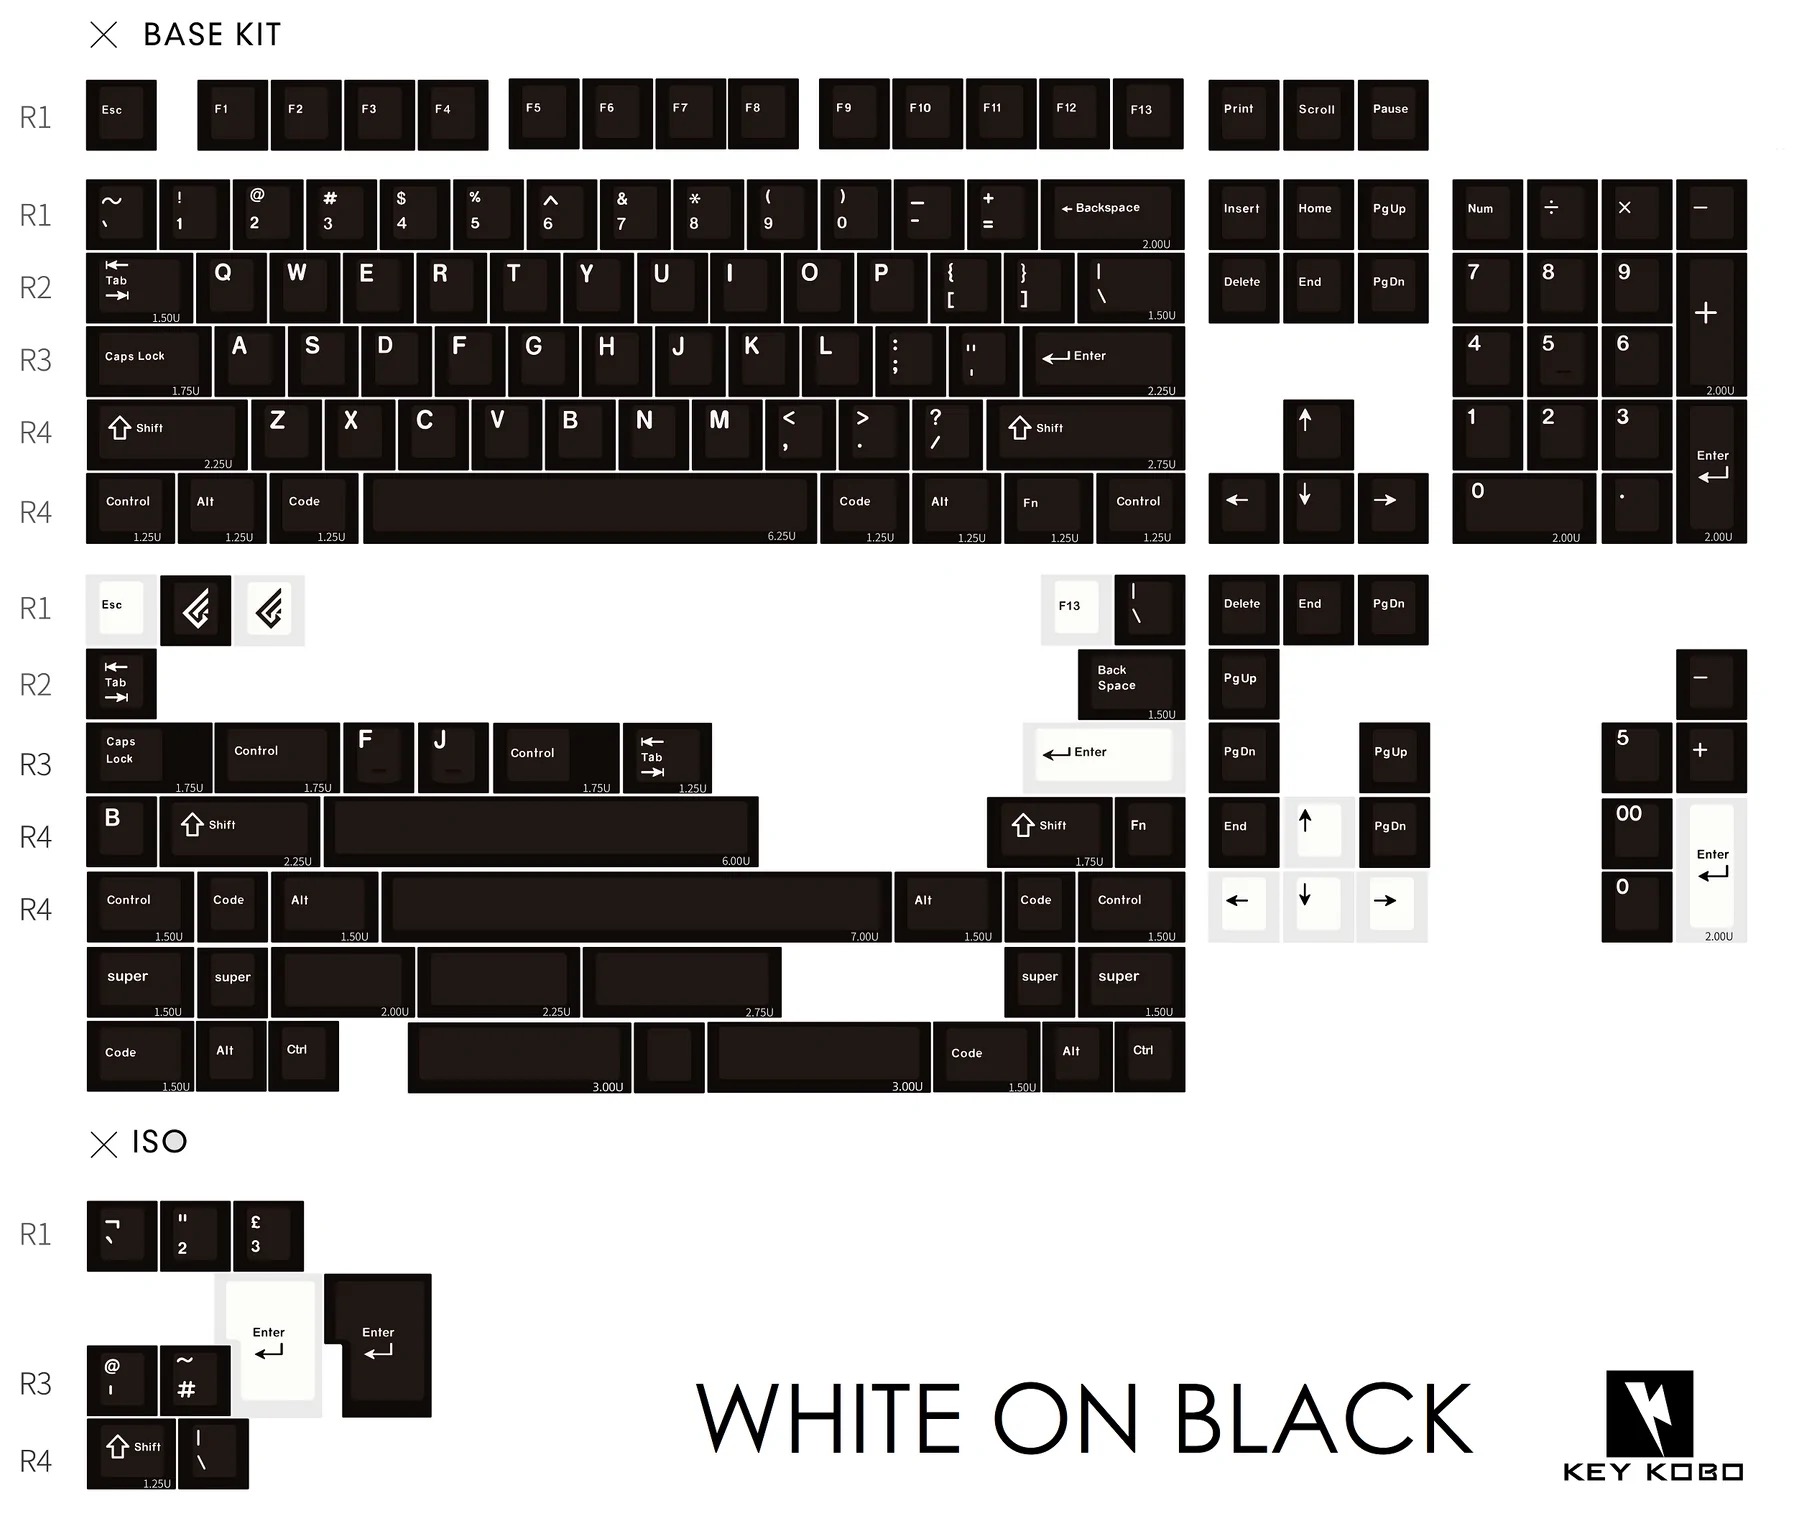 × BASE KIT
R1 Esc F1 F2 F3 F4 F5 F6 F7 F8 F9 F10 F11 F12 F13 Print Scroll Pause
R1 ~ ` ! 1 @ 2 # 3 $ 4 % 5 ^ 6 & 7 * 8 ( 9 ) 0 — - + = ← Backspace 2.00U Insert Home PgUp Num ÷ × −
R2 Tab 1.50U Q W E R T Y U I O P { [ } ] | \ 1.50U Delete End PgDn 7 8 9 + 2.00U
R3 Caps Lock 1.75U A S D F G H J K L : ; " ' Enter 2.25U 4 5 6
R4 Shift 2.25U Z X C V B N M < , > . ? / Shift 2.75U ↑ 1 2 3 Enter 2.00U
R4 Control 1.25U Alt 1.25U Code 1.25U 6.25U Code 1.25U Alt 1.25U Fn 1.25U Control 1.25U ← ↓ → 0 2.00U .
R1 Esc F13 | \ Delete End PgDn
R2 Tab Back Space 1.50U PgUp −
R3 Caps Lock 1.75U Control 1.75U F J Control 1.75U Tab 1.25U Enter PgDn PgUp 5 +
R4 B Shift 2.25U 6.00U Shift 1.75U Fn End ↑ PgDn 00 Enter 2.00U
R4 Control 1.50U Code Alt 1.50U 7.00U Alt 1.50U Code Control 1.50U ← ↓ → 0
super 1.50U super 2.00U 2.25U 2.75U super super 1.50U
Code 1.50U Alt Ctrl 3.00U 3.00U Code 1.50U Alt Ctrl
× ISO
R1 ¬ ` " 2 £ 3
Enter Enter
R3 @ ' ~ #
R4 Shift 1.25U | \
WHITE ON BLACK
KEY KOBO